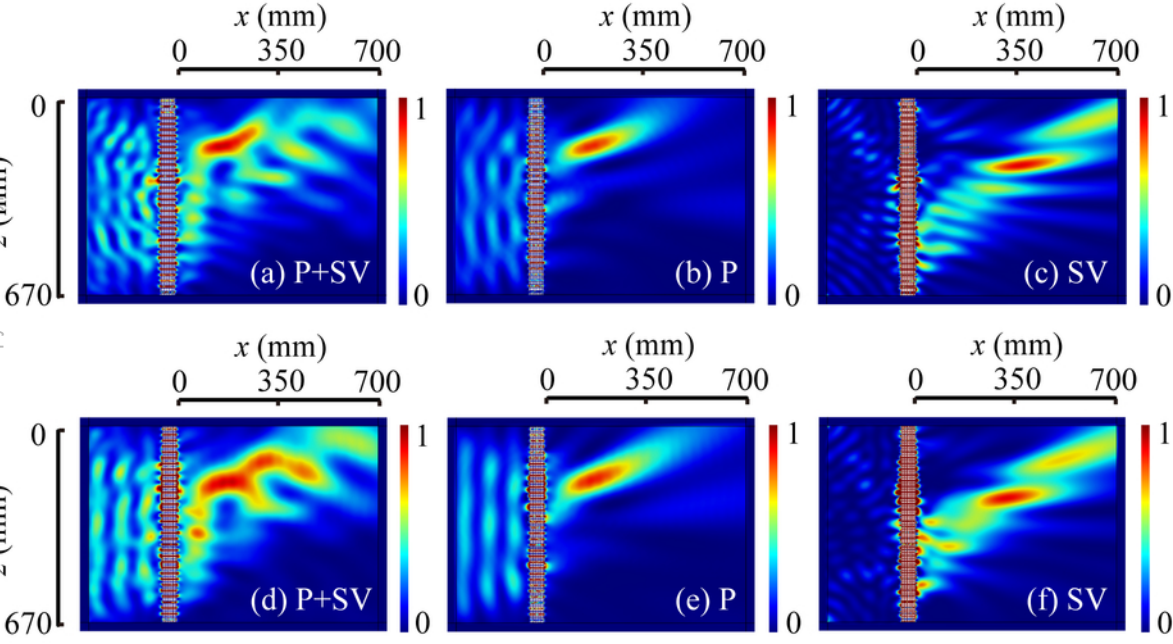 x (mm) x (mm) x (mm)
0 350 700 0 350 700 0 350 700
0 1 1 1
(mm)
670 (a) P+SV 0 (b) P 0 (c) SV 0
x (mm) x (mm) x (mm)
0 350 700 0 350 700 0 350 700
0 1 1 1
(mm)
670 (d) P+SV 0 (e) P 0 (f) SV 0